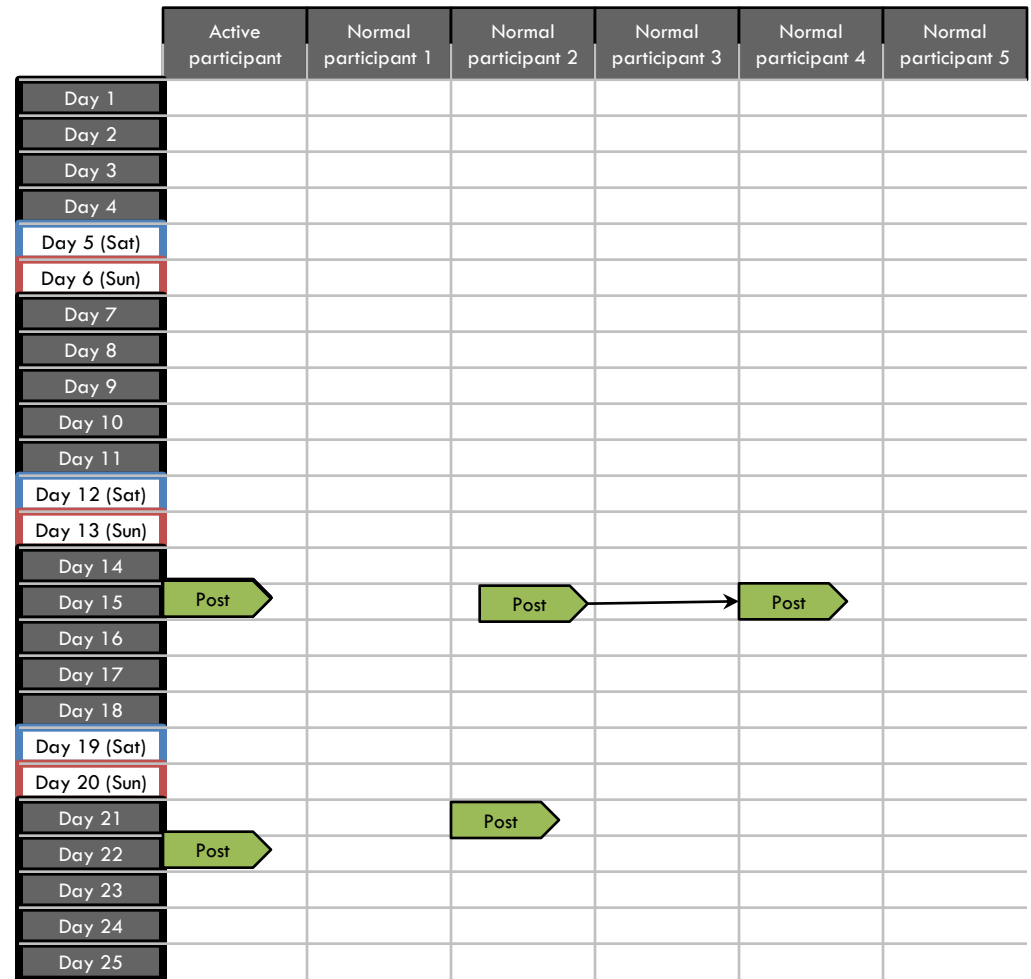 Active
participant
Normal
participant 1
Normal
participant 2
Normal
participant 3
Normal
participant 4
Normal
participant 5
Day 1
Day 2
Day 3
Day 4
Day 5 (Sat)
Day 6 (Sun)
Day 7
Day 8
Day 9
Day 10
Day 11
Day 12 (Sat)
Day 13 (Sun)
Day 14
Day 15
Post
Post
Post
Day 16
Day 17
Day 18
Day 19 (Sat)
Day 20 (Sun)
Day 21
Post
Day 22
Post
Day 23
Day 24
Day 25